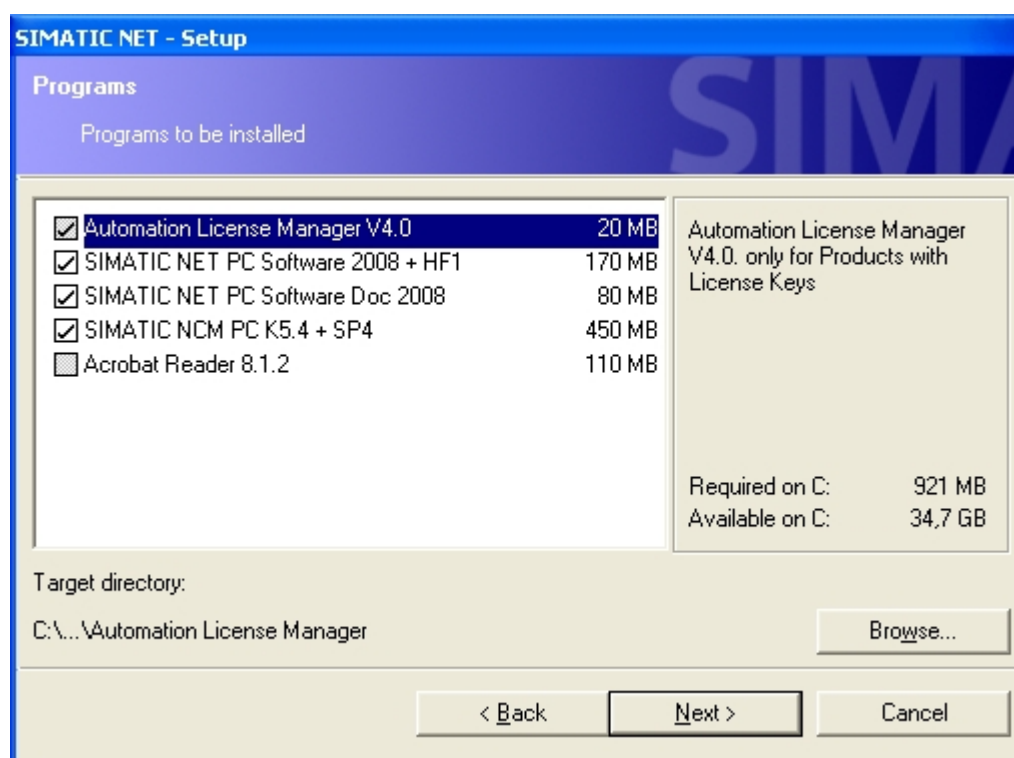 SIMATIC NET - Setup
Programs
Programs to be installed
SIM
Automation License Manager V4.0 20 MB
SIMATIC NET PC Software 2008 + HF1 170 MB
SIMATIC NET PC Software Doc 2008 80 MB
SIMATIC NCM PC K5.4 + SP4 450 MB
Acrobat Reader 8.1.2 110 MB
Automation License Manager
V4.0. only for Products with
License Keys
Required on C: 921 MB
Available on C: 34,7 GB
Target directory:
C:\...\Automation License Manager
Browse...
< Back Next > Cancel